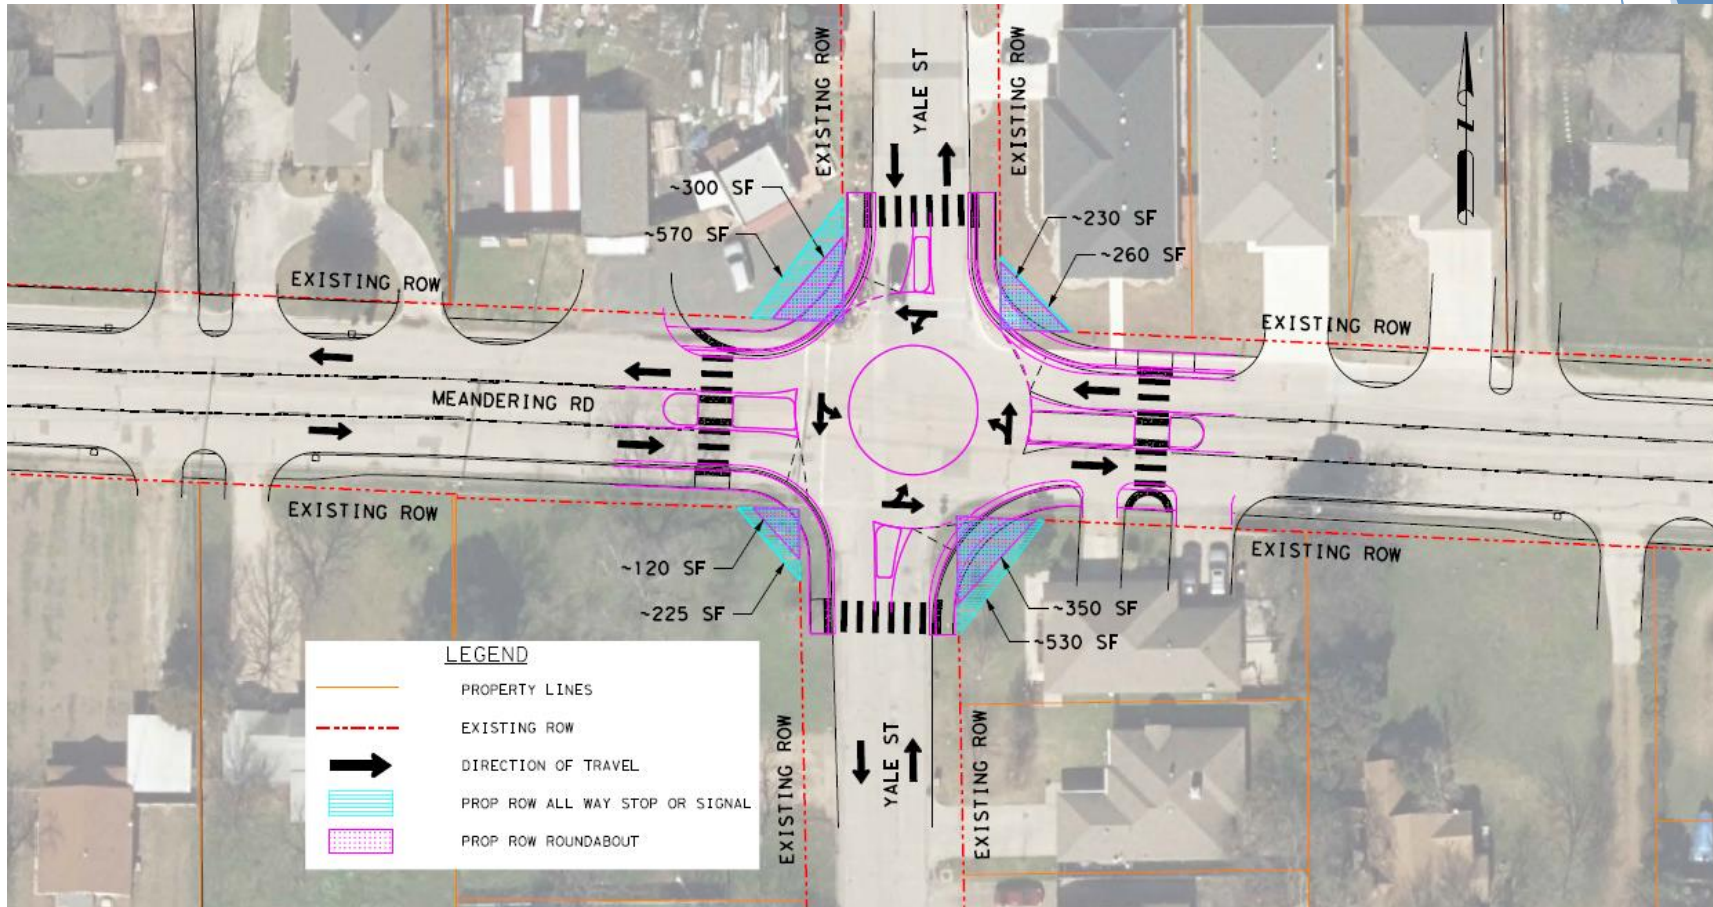 EXISTING ROW
YALE ST
EXISTING ROW
~300 SF
~570 SF
~230 SF
~260 SF
EXISTING ROW
EXISTING ROW
MEANDERING RD
EXISTING ROW
EXISTING ROW
~120 SF
~225 SF
~350 SF
~530 SF
LEGEND
PROPERTY LINES
EXISTING ROW
DIRECTION OF TRAVEL
PROP ROW ALL WAY STOP OR SIGNAL
PROP ROW ROUNDABOUT
EXISTING ROW
YALE ST
EXISTING ROW
N